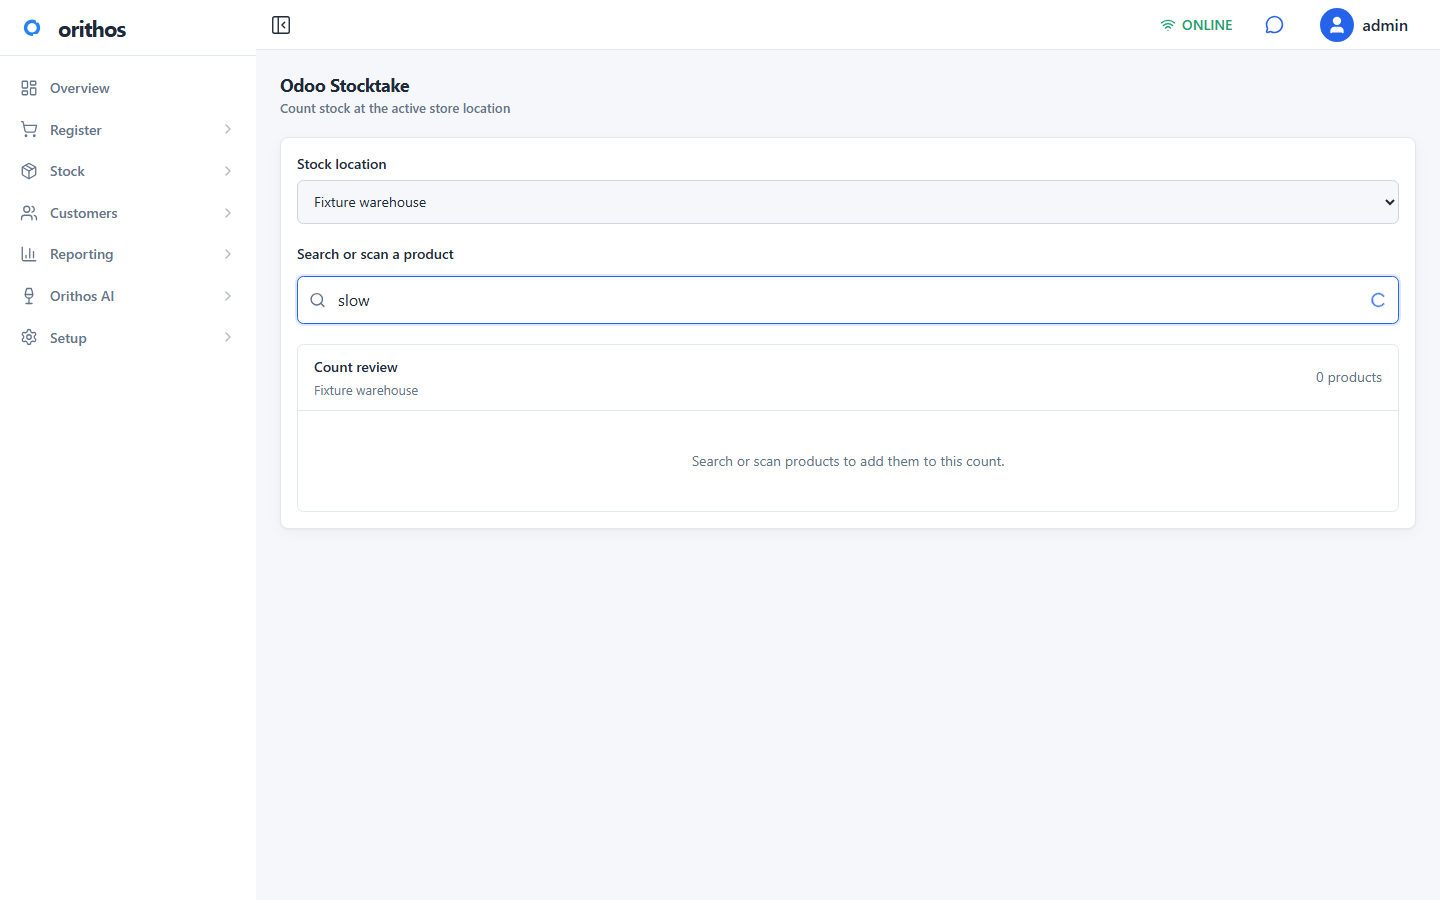 orithos
ONLINE
admin
Overview
Register
Stock
Customers
Reporting
Orithos AI
Setup
Odoo Stocktake
Count stock at the active store location
Stock location
Fixture warehouse
Search or scan a product
slow
Count review
Fixture warehouse
0 products
Search or scan products to add them to this count.